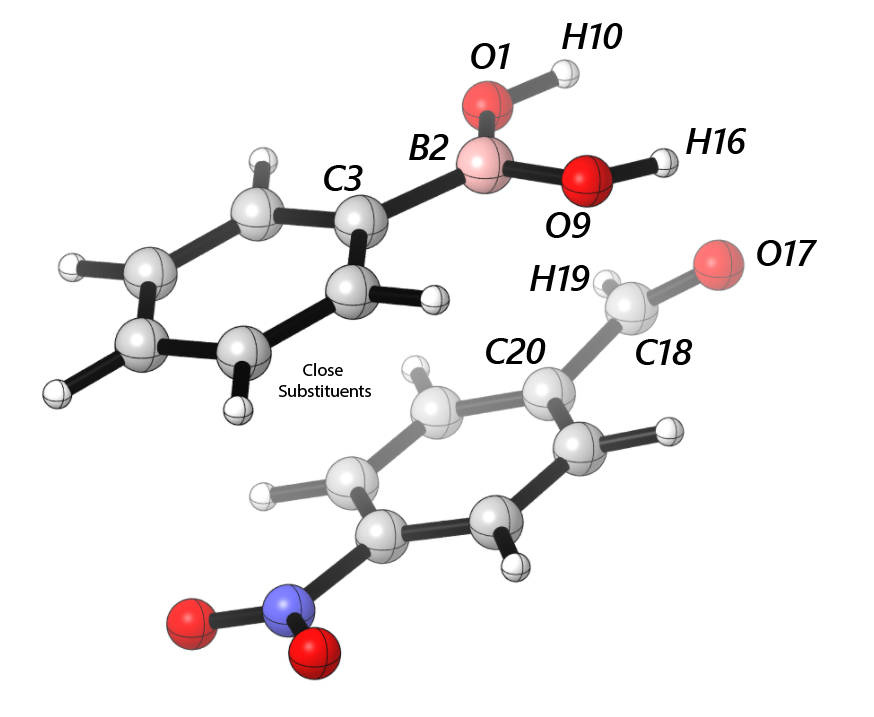 H10
O1
H16
B2
C3
O9
O17
H19
C20
C18
Close
Substituents